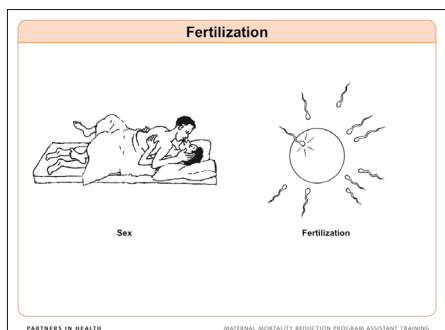 Fertilization
Sex
Fertilization
PARTNERS IN HEALTH
MATERNAL MORTALITY REDUCTION PROGRAM ASSISTANT TRAINING